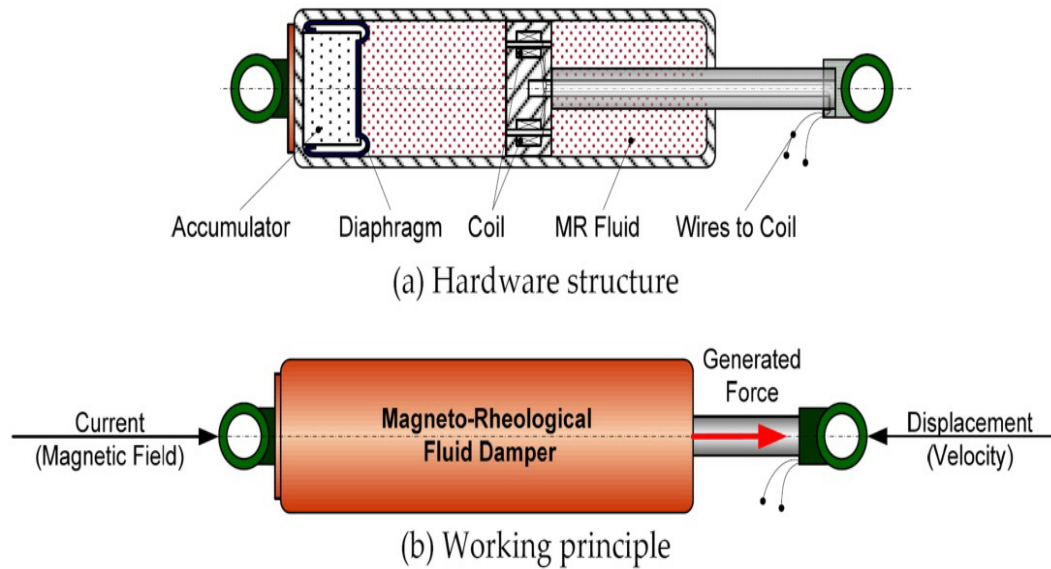 Accumulator
Diaphragm
Coil
MR Fluid
Wires to Coil
(a) Hardware structure
Generated
Force
Current
(Magnetic Field)
Magneto-Rheological
Fluid Damper
Displacement
(Velocity)
(b) Working principle